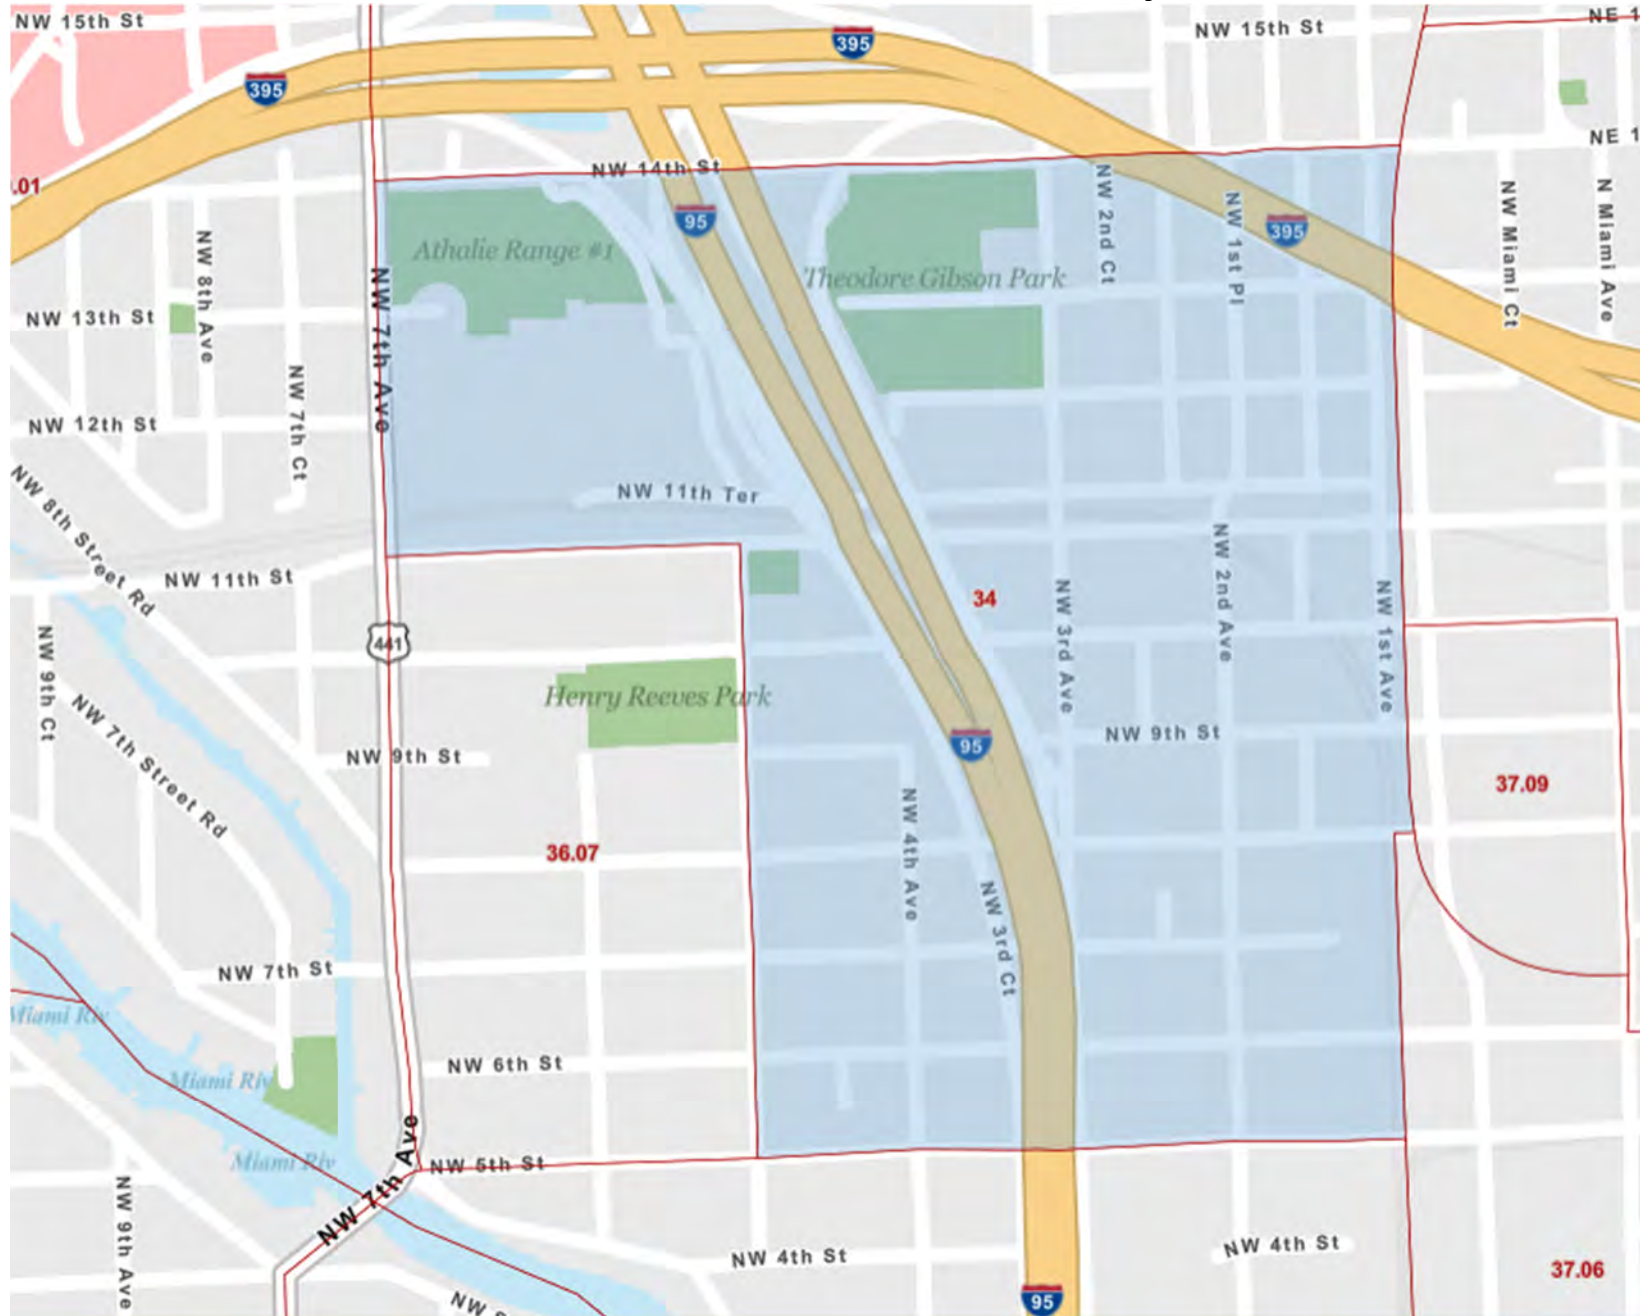 NW 15th St
395
395
NW 15th St
NE 1
NE 1
.01
NW 14th St
95
Athalie Range #1
Theodore Gibson Park
NW 2nd Ct
NW 1st Pl
395
NW Miami Ct
N Miami Ave
NW 8th Ave
NW 13th St
NW 7th Ave
NW 7th Ct
NW 12th St
NW 8th Street Rd
NW 11th Ter
NW 11th St
34
NW 3rd Ave
NW 2nd Ave
NW 1st Ave
441
NW 9th Ct
Henry Reeves Park
NW 7th Street Rd
NW 9th St
95
NW 9th St
37.09
36.07
NW 4th Ave
NW 3rd Ct
NW 7th St
Miami Riv
NW 6th St
Miami Riv
Miami Riv
NW 7th Ave
NW 5th St
NW 9th Ave
NW 4th St
NW 4th St
37.06
95
NW